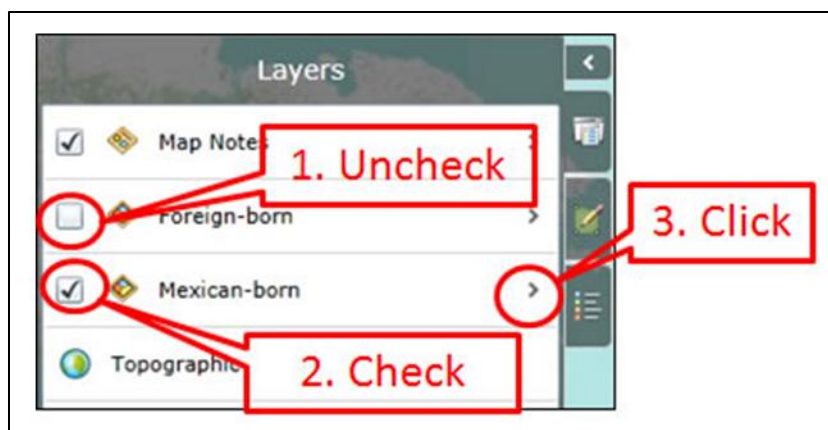 Layers
Map Notes
1. Uncheck
Foreign-born
3. Click
Mexican-born
Topographic
2. Check